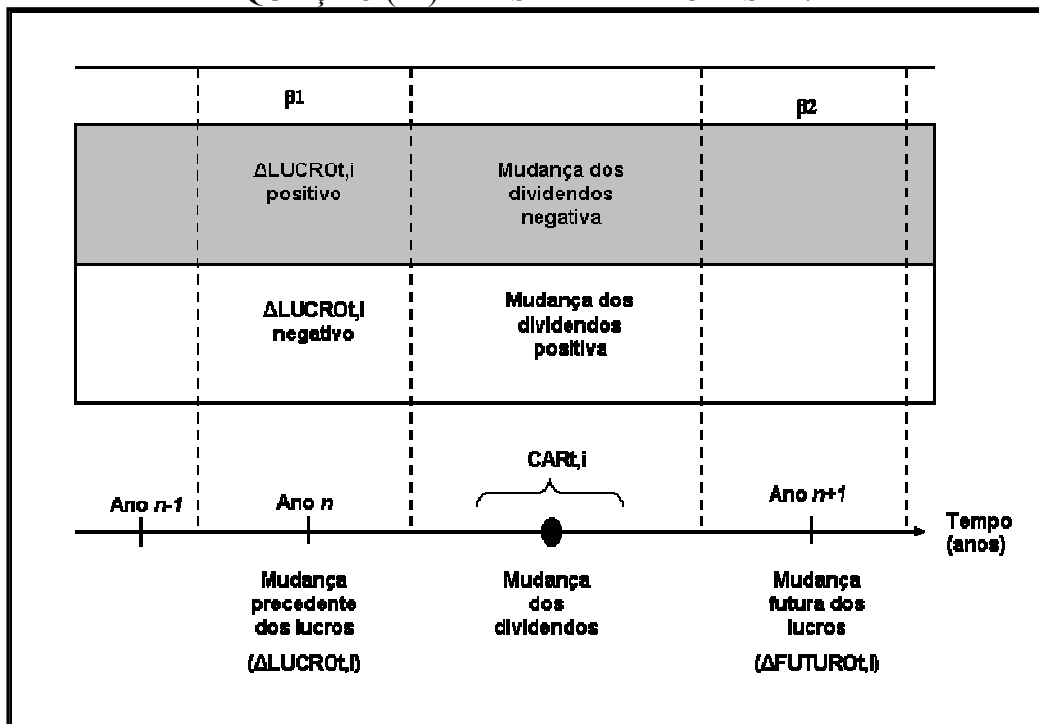 β1
β2
ΔLUCROt,i
positivo
Mudança dos
dividendos
negativa
ΔLUCROt,i
negativo
Mudança dos
dividendos
positiva
CARt,i
Ano n-1
Ano n
Ano n+1
Tempo
(anos)
Mudança
precedente
dos lucros
(ΔLUCROt,i)
Mudança
dos
dividendos
Mudança
futura dos
lucros
(ΔFUTUROt,i)